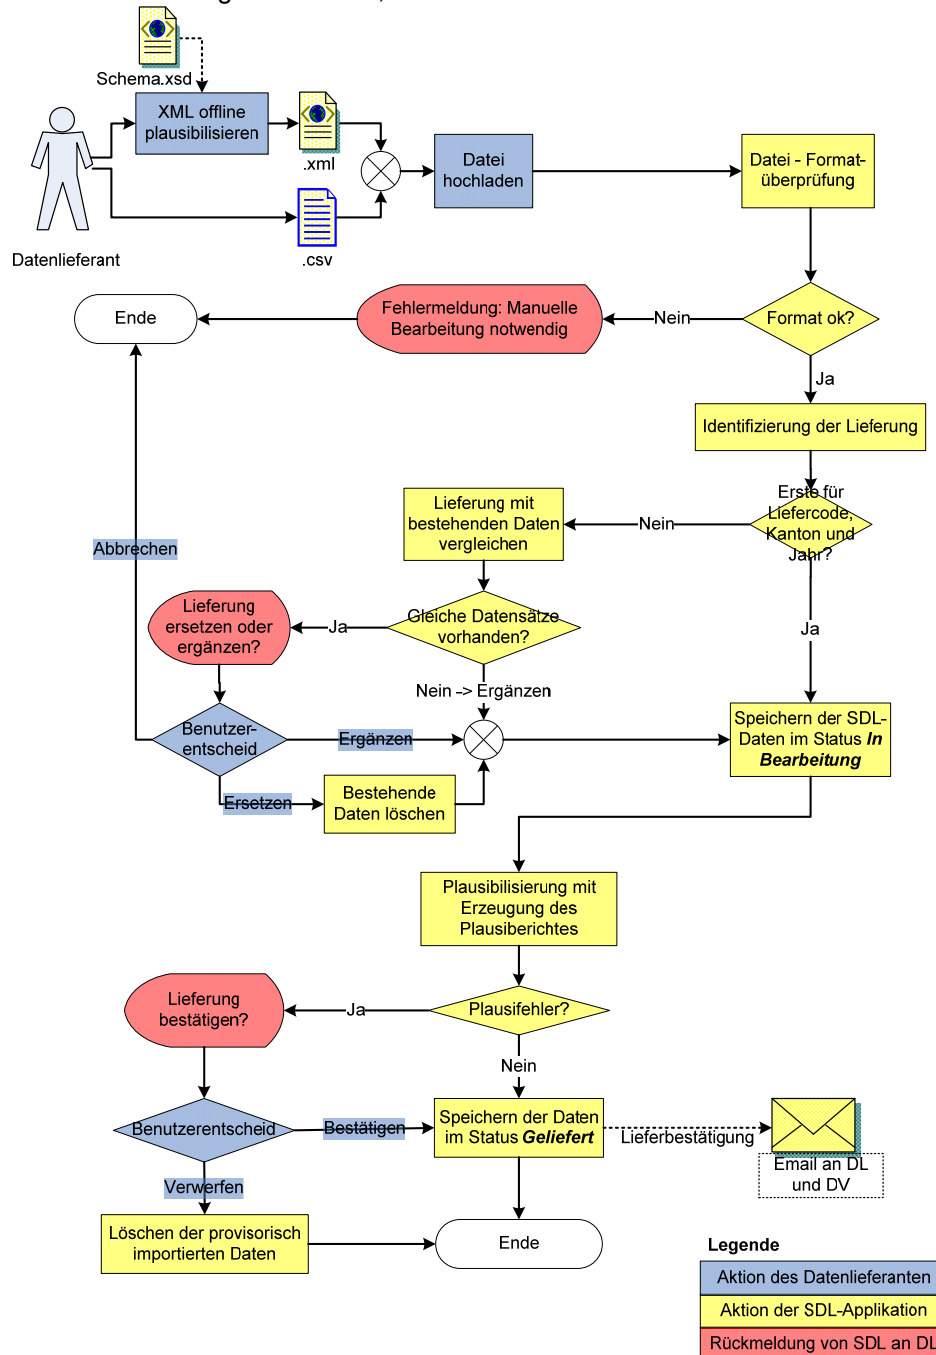 Schema.xsd
XML offline
plausibilisieren
.xml
Datei
hochladen
Datei - Format-
überprüfung
Datenlieferant
.csv
Ende
Fehlermeldung: Manuelle
Bearbeitung notwendig
Nein
Format ok?
Ja
Identifizierung der Lieferung
Lieferung mit
bestehenden Daten
vergleichen
Nein
Erste für
Liefercode,
Kanton und
Jahr?
Abbrechen
Lieferung
ersetzen oder
ergänzen?
Ja
Gleiche Datensätze
vorhanden?
Ja
Nein -> Ergänzen
Benutzer-
entscheid
Ergänzen
Speichern der SDL-
Daten im Status In
Bearbeitung
Ersetzen
Bestehende
Daten löschen
Plausibilisierung mit
Erzeugung des
Plausiberichtes
Lieferung
bestätigen?
Ja
Plausifehler?
Nein
Benutzerentscheid
Bestätigen
Speichern der Daten
im Status Geliefert
Lieferbestätigung
Email an DL
und DV
Verwerfen
Löschen der provisorisch
importierten Daten
Ende
Legende
Aktion des Datenlieferanten
Aktion der SDL-Applikation
Rückmeldung von SDL an DL